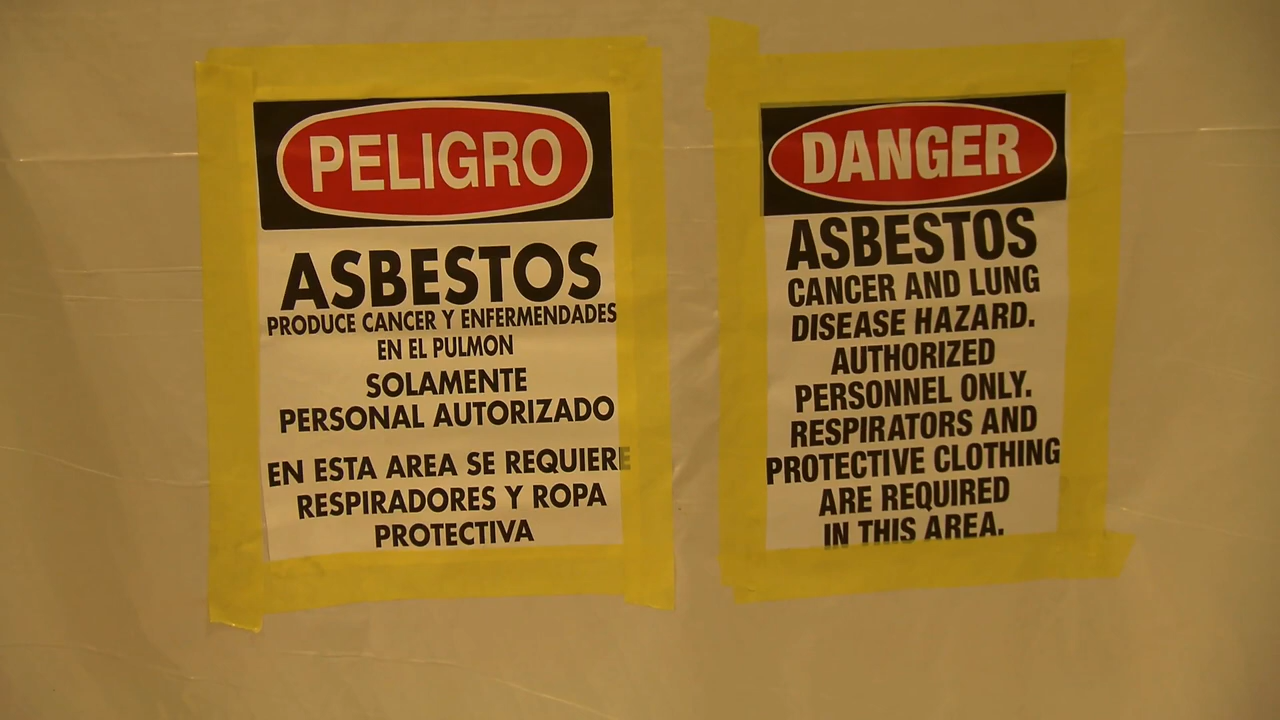 PELIGRO
ASBESTOS
PRODUCE CANCER Y ENFERMENDADES
EN EL PULMON
SOLAMENTE
PERSONAL AUTORIZADO
EN ESTA AREA SE REQUIERE
RESPIRADORES Y ROPA
PROTECTIVA
DANGER
ASBESTOS
CANCER AND LUNG
DISEASE HAZARD.
AUTHORIZED
PERSONNEL ONLY.
RESPIRATORS AND
PROTECTIVE CLOTHING
ARE REQUIRED
IN THIS AREA.